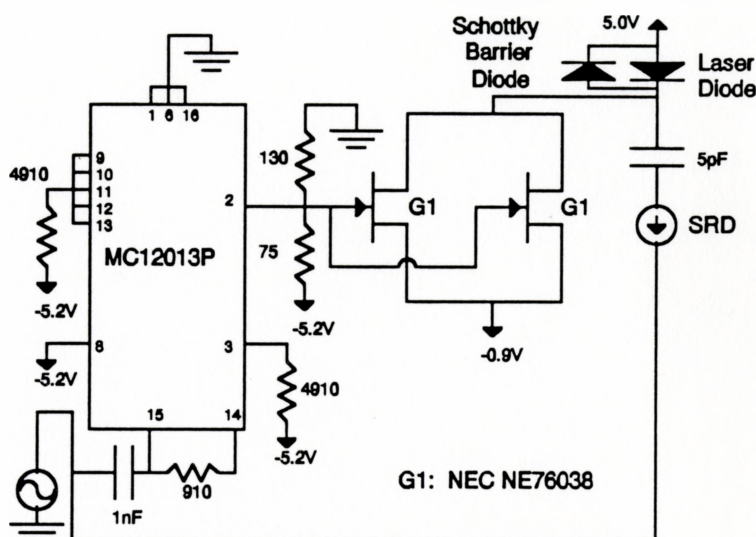 Schottky
Barrier
Diode
5.0V
Laser
Diode
1 6 16
9
10
11
12
13
4910
130
2
G1
G1
5pF
SRD
MC12013P
75
-5.2V
-5.2V
8
3
-0.9V
-5.2V
4910
15
14
-5.2V
910
1nF
G1: NEC NE76038